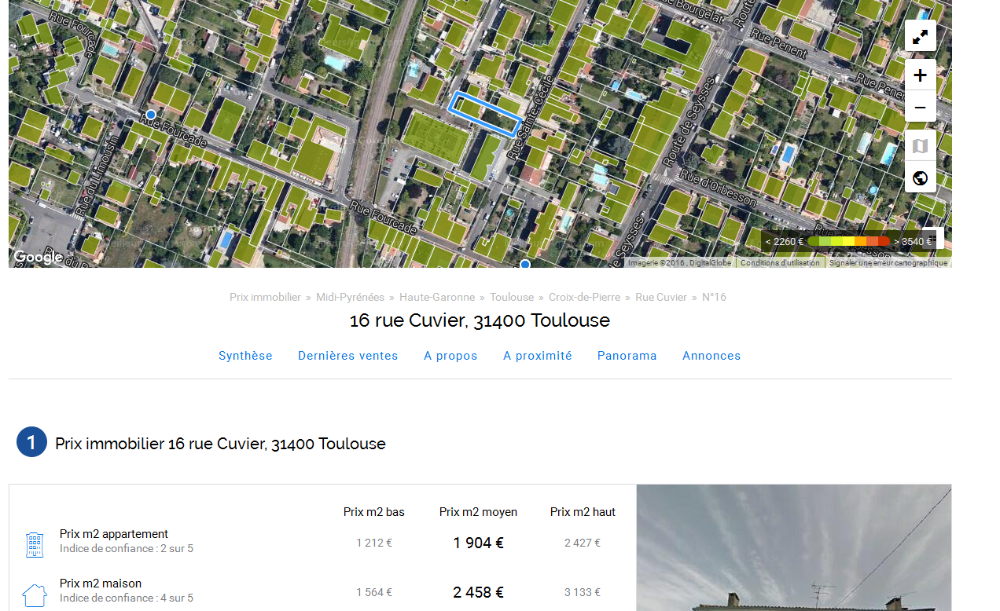 Rue Fourcade
Rue Bourgelat
Rue Penent
Rue Penent
Rue Sainte-Cécile
Route de Seysses
Rue Fourcade
Rue du Limousin
Rue d'Orbesson
Rue Fourcade
de Seysses
< 2260 € > 3540 €
Google
Imagerie ©2016 , DigitalGlobe Conditions d'utilisation Signaler une erreur cartographique
Prix immobilier » Midi-Pyrénées » Haute-Garonne » Toulouse » Croix-de-Pierre » Rue Cuvier » N°16
16 rue Cuvier, 31400 Toulouse
Synthèse Dernières ventes A propos A proximité Panorama Annonces
1 Prix immobilier 16 rue Cuvier, 31400 Toulouse
Prix m2 bas Prix m2 moyen Prix m2 haut
Prix m2 appartement
Indice de confiance : 2 sur 5
1 212 € 1 904 € 2 427 €
Prix m2 maison
Indice de confiance : 4 sur 5
1 564 € 2 458 € 3 133 €